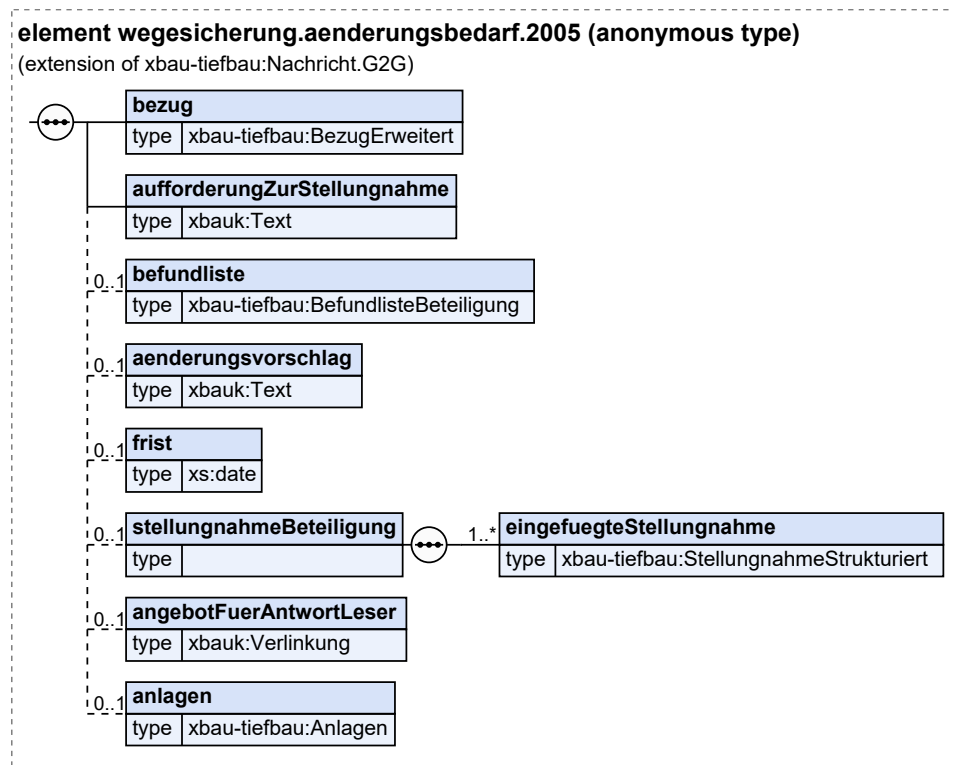 element wegesicherung.aenderungsbedarf.2005 (anonymous type)
(extension of xbau-tiefbau:Nachricht.G2G)
bezug
type xbau-tiefbau:BezugErweitert
aufforderungZurStellungnahme
type xbauk:Text
0..1 befundliste
type xbau-tiefbau:BefundlisteBeteiligung
0..1 aenderungsvorschlag
type xbauk:Text
0..1 frist
type xs:date
0..1 stellungnahmeBeteiligung 1..* eingefuegteStellungnahme
type type xbau-tiefbau:StellungnahmeStrukturiert
0..1 angebotFuerAntwortLeser
type xbauk:Verlinkung
0..1 anlagen
type xbau-tiefbau:Anlagen